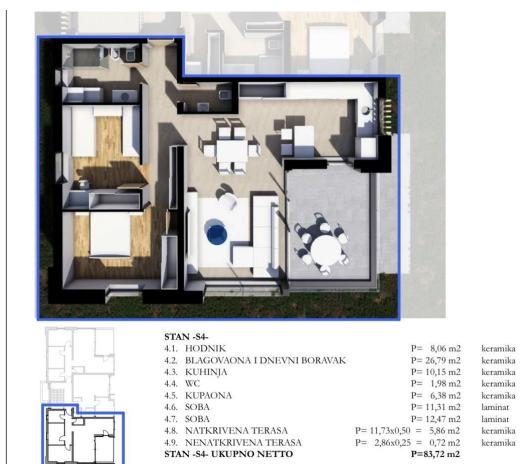 STAN -S4-
4.1. HODNIK P= 8,06 m2 keramika
4.2. BLAGOVAONA I DNEVNI BORAVAK P= 26,79 m2 keramika
4.3. KUHINJA P= 10,15 m2 keramika
4.4. WC P= 1,98 m2 keramika
4.5. KUPAONA P= 6,38 m2 keramika
4.6. SOBA P= 11,31 m2 laminat
4.7. SOBA P= 12,47 m2 laminat
4.8. NATKRIVENA TERASA P= 11,73x0,50 = 5,86 m2 keramika
4.9. NENATKRIVENA TERASA P= 2,86x0,25 = 0,72 m2 keramika
STAN -S4- UKUPNO NETTO P=83,72 m2